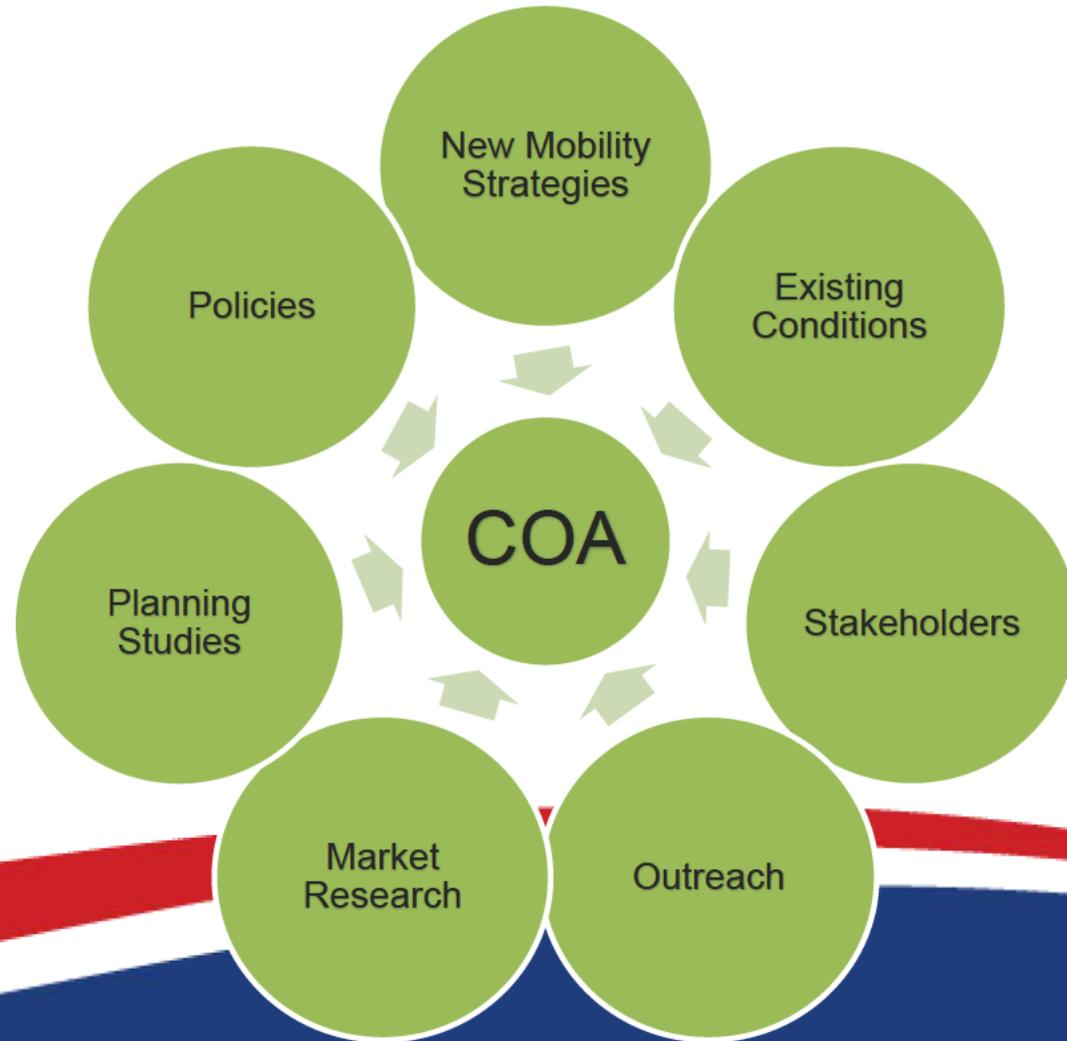 New Mobility
Strategies
Existing
Conditions
Stakeholders
Outreach
Market
Research
Planning
Studies
Policies
COA